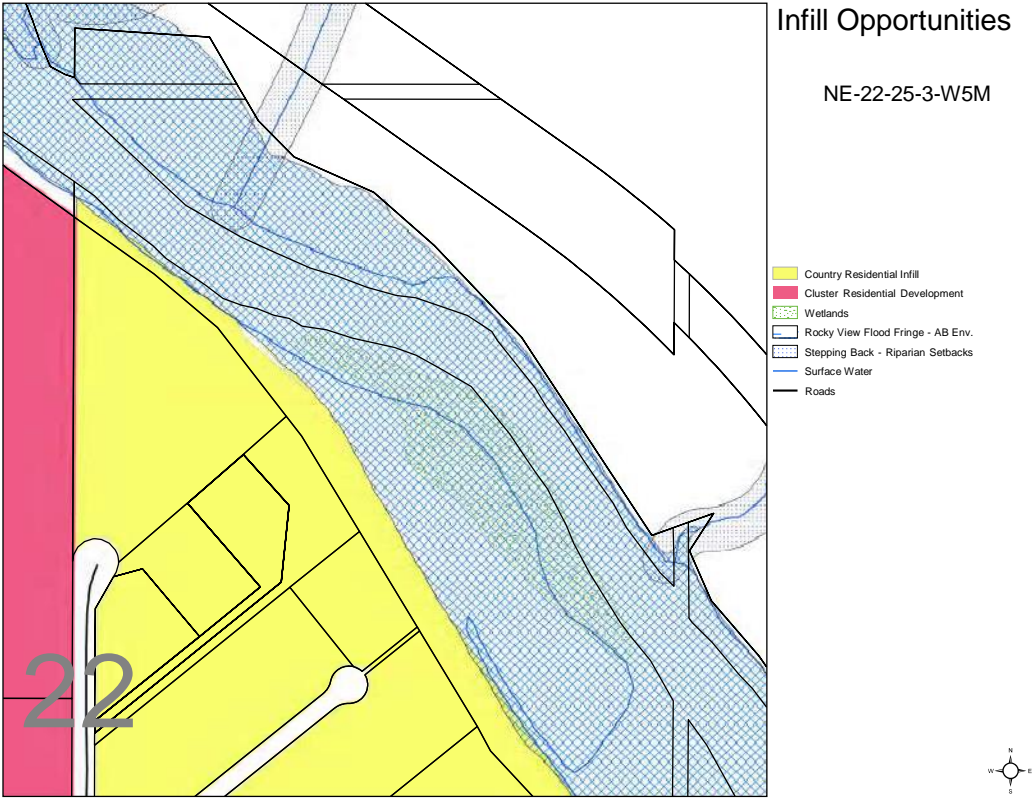 Infill Opportunities
NE-22-25-3-W5M
Country Residential Infill
Cluster Residential Development
Wetlands
Rocky View Flood Fringe - AB Env.
Stepping Back - Riparian Setbacks
Surface Water
Roads
22
N
W E
S